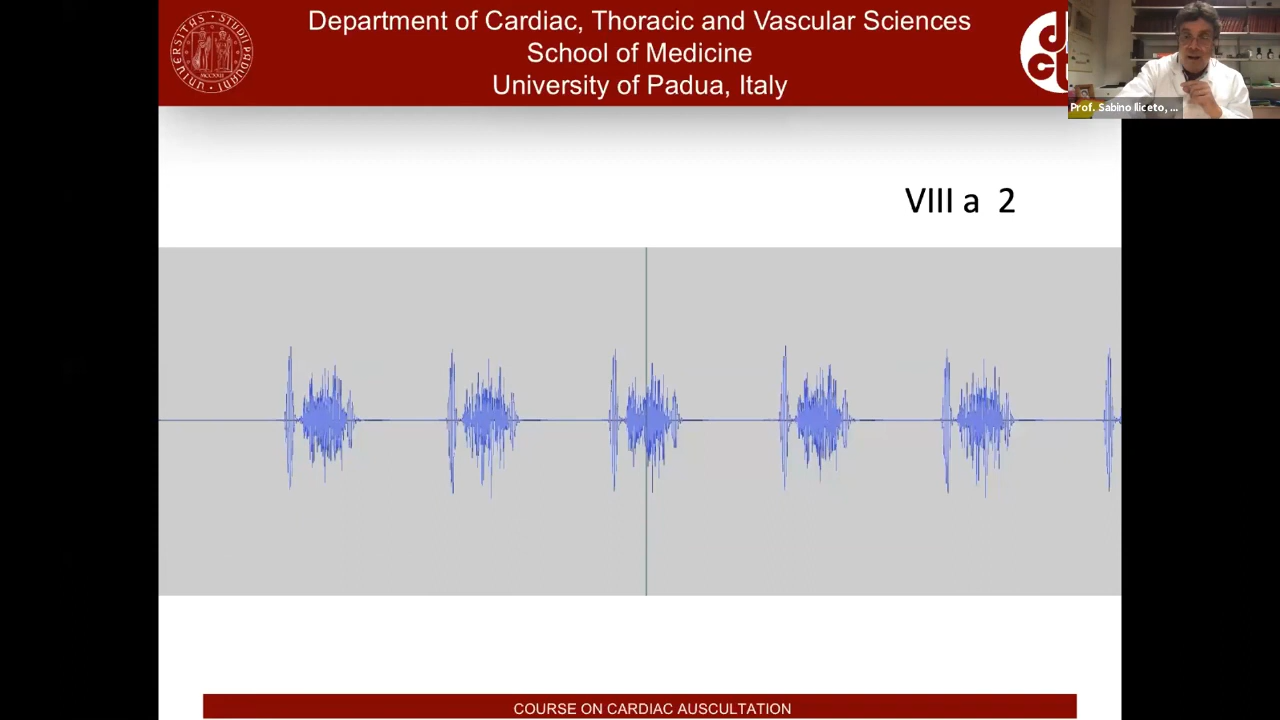 Department of Cardiac, Thoracic and Vascular Sciences
School of Medicine
University of Padua, Italy
Prof. Sabino Iliceto, ...
VIII a 2
COURSE ON CARDIAC AUSCULTATION